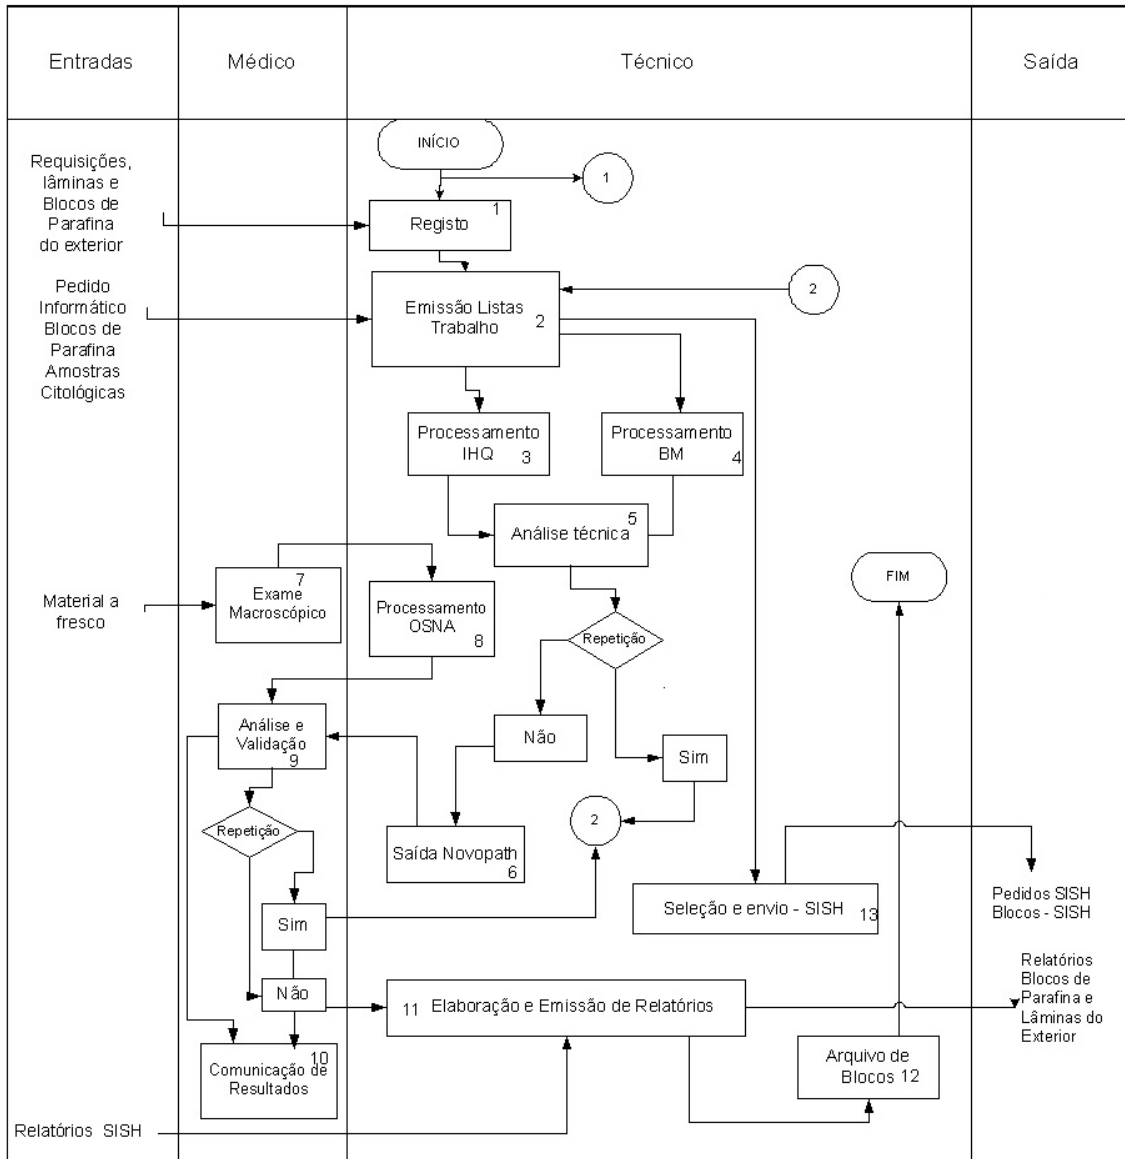 Entradas
Médico
Técnico
Saída
INÍCIO
1
Requisições,
lâminas e
Blocos de
Parafina
do exterior
1
Registo
Pedido
Informático
Blocos de
Parafina
Amostras
Citológicas
Emissão Listas
Trabalho
2
2
Processamento
IHQ
3
Processamento
BM
4
5
Análise técnica
Material a
fresco
7
Exame
Macroscópico
Processamento
OSNA
8
Repetição
FIM
Não
Sim
Análise e
Validação
9
Repetição
2
Saída Novopath
6
Sim
Seleção e envio - SISH
13
Pedidos SISH
Blocos - SISH
Não
11
Elaboração e Emissão de Relatórios
Relatórios
Blocos de
Parafina e
Lâminas do
Exterior
10
Comunicação de
Resultados
Arquivo de
Blocos 12
Relatórios SISH